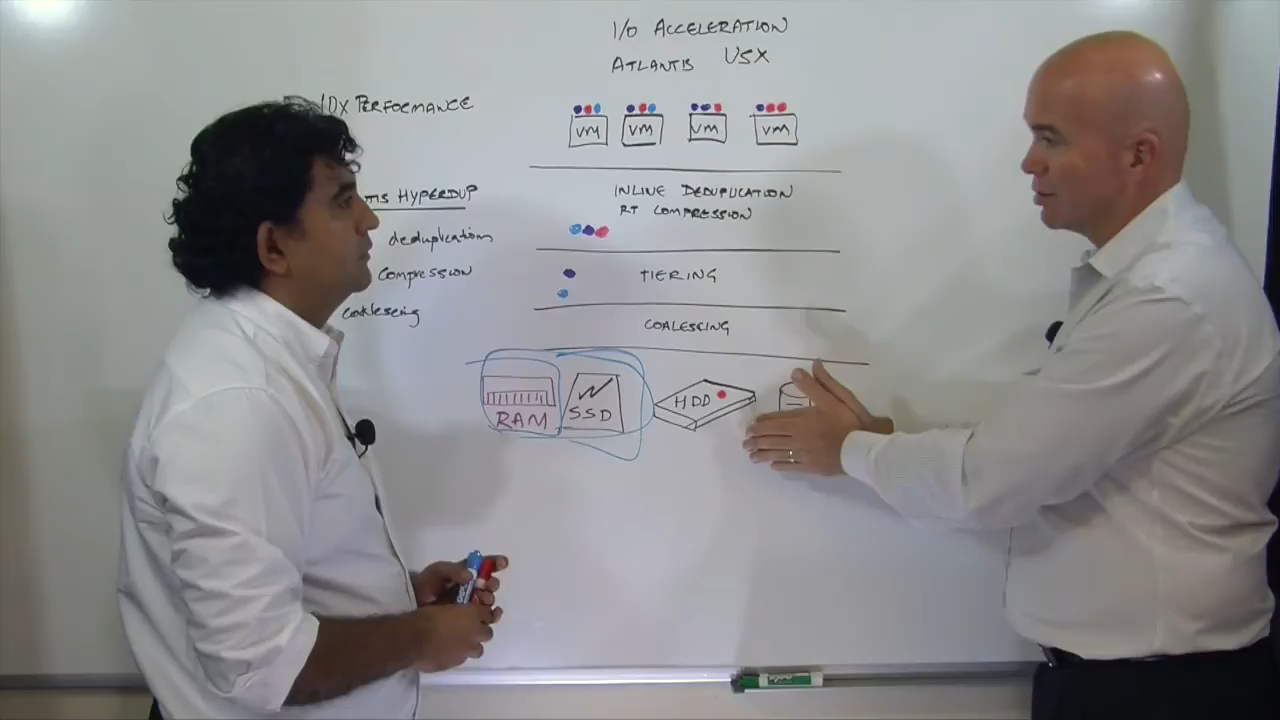 I/O ACCELERATION
ATLANTIS USX
10X PERFORMANCE
VM VM VM VM
TIS HYPERDUP
INLINE DEDUPLICATION
RT COMPRESSION
deduplication
Compression
TIERING
Coalescing
COALESCING
RAM
SSD
HDD